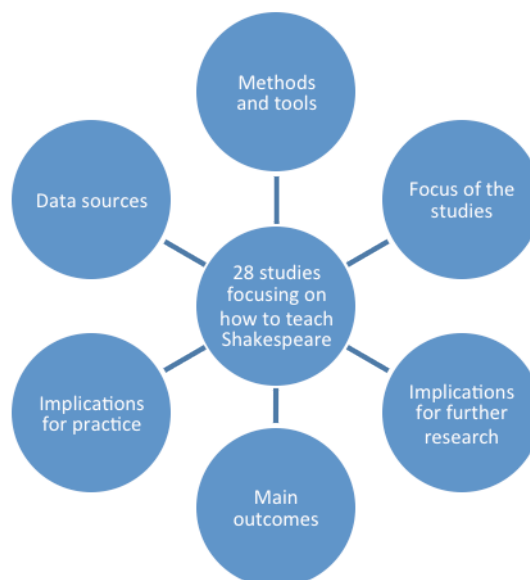 Methods
and tools
Data sources
Focus of the
studies
28 studies
focusing on
how to teach
Shakespeare
Implications
for practice
Implications
for further
research
Main
outcomes